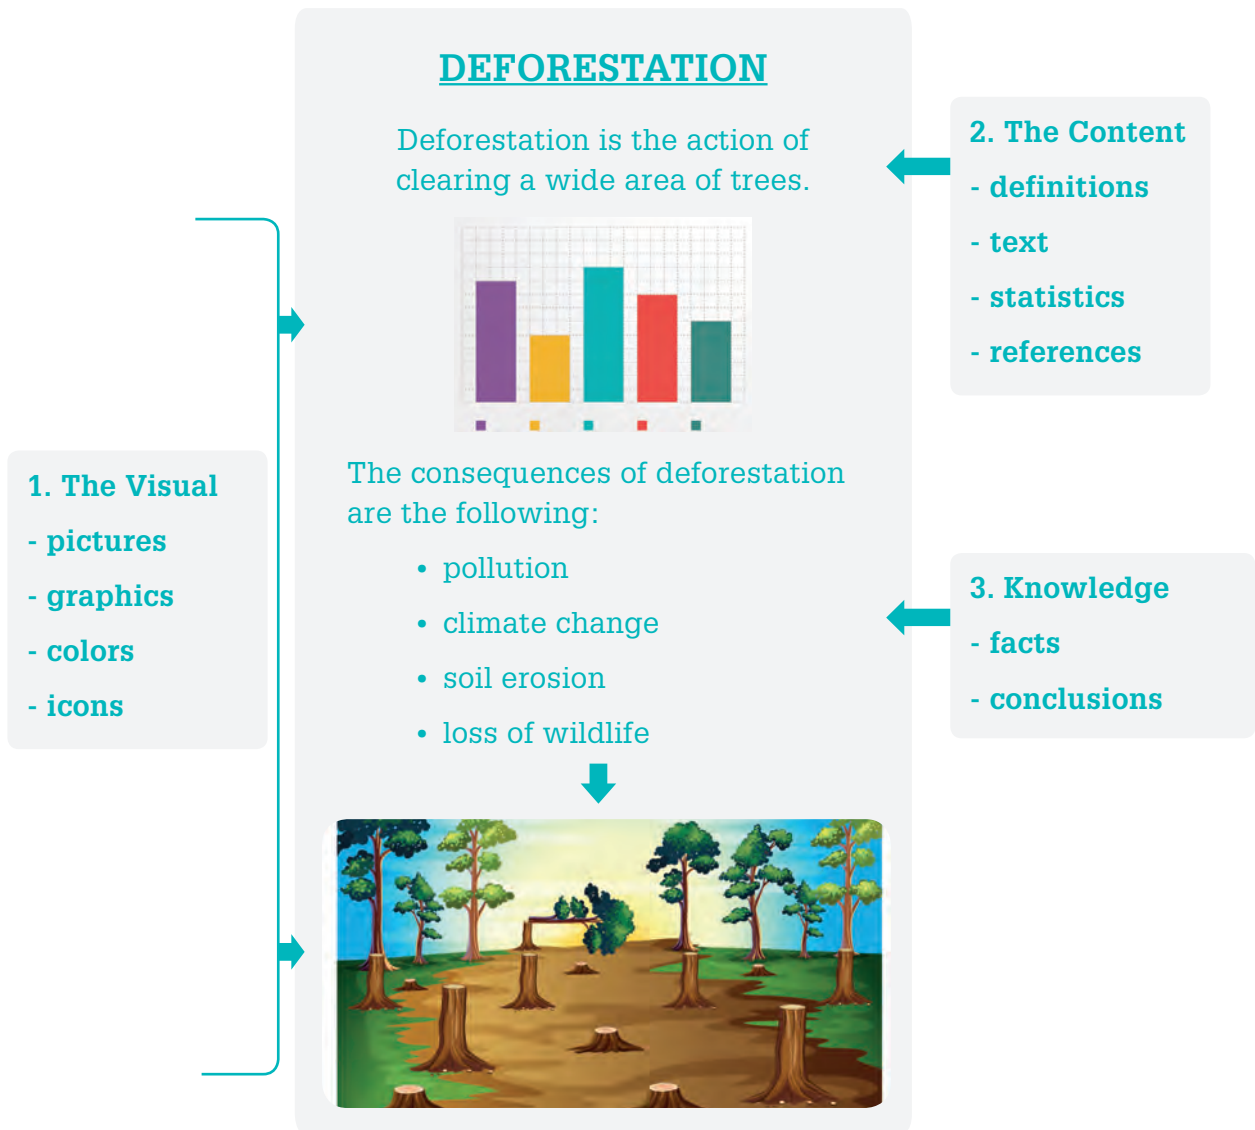 DEFORESTATION
Deforestation is the action of
clearing a wide area of trees.
The consequences of deforestation
are the following:
• pollution
• climate change
• soil erosion
• loss of wildlife
1. The Visual
- pictures
- graphics
- colors
- icons
2. The Content
- definitions
- text
- statistics
- references
3. Knowledge
- facts
- conclusions